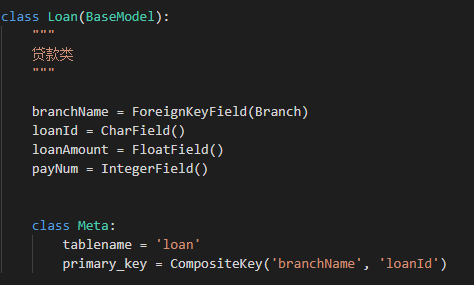 class Loan(BaseModel):
"""
贷款类
"""
branchName = ForeignKeyField(Branch)
loanId = CharField()
loanAmount = FloatField()
payNum = IntegerField()
class Meta:
tablename = 'loan'
primary_key = CompositeKey('branchName', 'loanId')